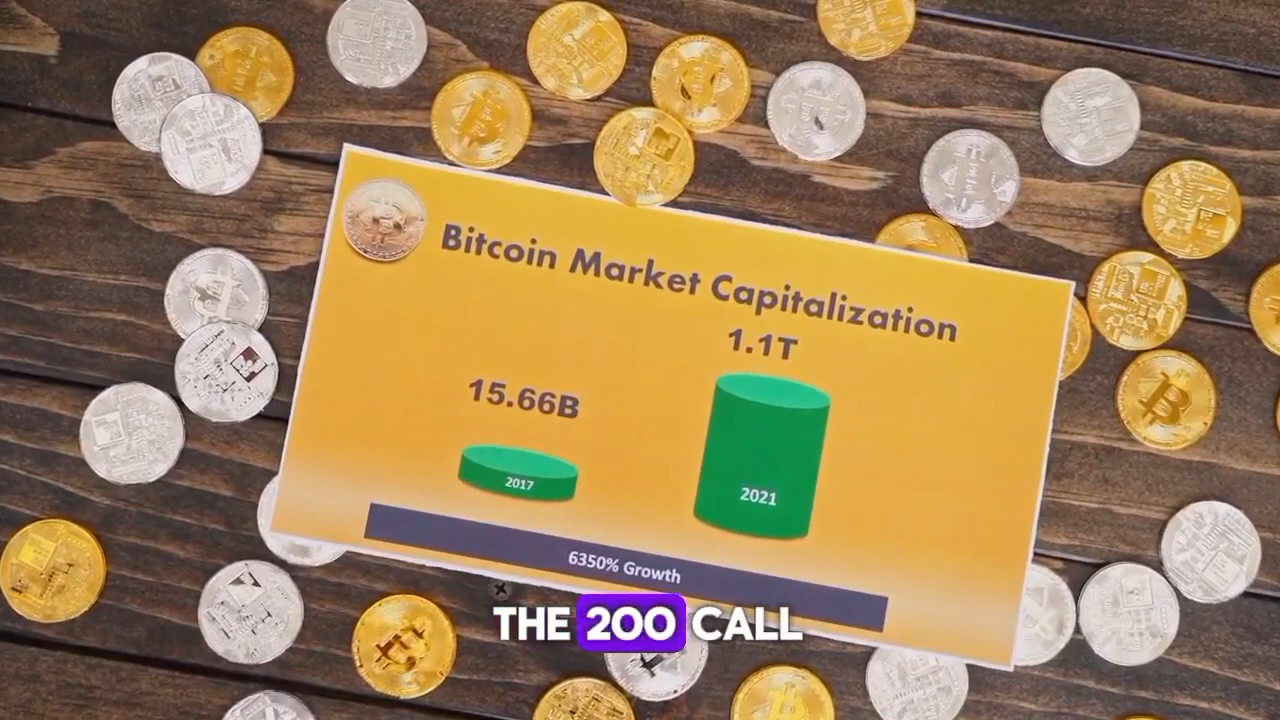 Bitcoin Market Capitalization
1.1T
15.66B
2017
2021
6350% Growth
THE 200 CALL